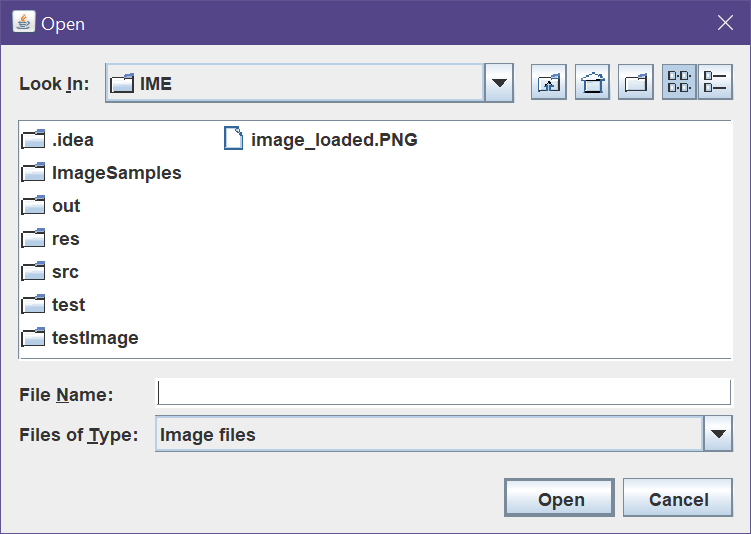 Open
Look In: IME
.idea image_loaded.PNG
ImageSamples
out
res
src
test
testImage
File Name:
Files of Type: Image files
Open Cancel